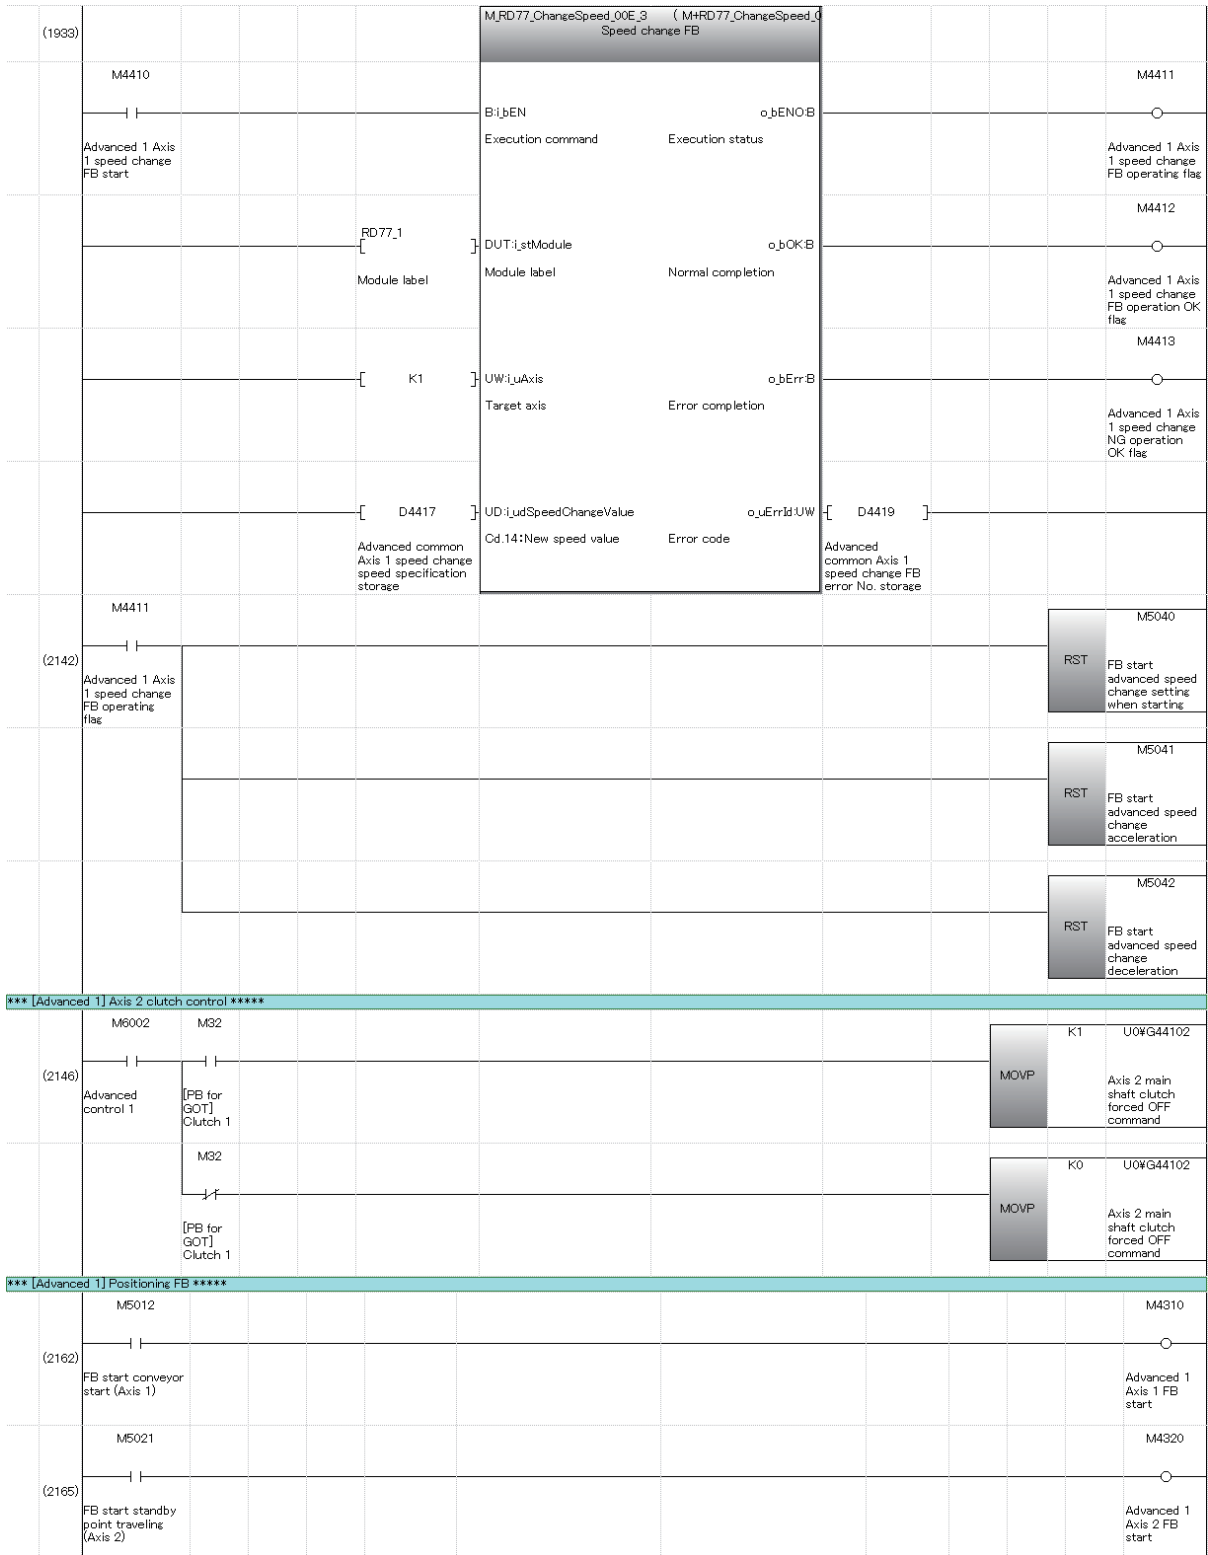 M_RD77_ChangeSpeed_00E_3 ( M+RD77_ChangeSpeed_0
Speed change FB
(1933)
M4410
M4411
B:i_bEN
o_bENO:B
Execution command
Execution status
Advanced 1 Axis
1 speed change
FB start
Advanced 1 Axis
1 speed change
FB operating flag
M4412
RD77_1
DUT:i_stModule
o_bOK:B
Module label
Module label
Normal completion
Advanced 1 Axis
1 speed change
FB operation OK
flag
M4413
K1
UW:i_uAxis
o_bErr:B
Target axis
Error completion
Advanced 1 Axis
1 speed change
NG operation
OK flag
D4417
UD:i_udSpeedChangeValue
o_uErrId:UW
D4419
Advanced common
Axis 1 speed change
speed specification
storage
Cd.14:New speed value
Error code
Advanced
common Axis 1
speed change FB
error No. storage
M4411
(2142)
Advanced 1 Axis
1 speed change
FB operating
flag
M5040
RST
FB start
advanced speed
change setting
when starting
M5041
RST
FB start
advanced speed
change
acceleration
M5042
RST
FB start
advanced speed
change
deceleration
*** [Advanced 1] Axis 2 clutch control *****
M6002
M32
(2146)
Advanced
control 1
[PB for
GOT]
Clutch 1
MOVP
K1
U0¥G44102
Axis 2 main
shaft clutch
forced OFF
command
M32
[PB for
GOT]
Clutch 1
MOVP
K0
U0¥G44102
Axis 2 main
shaft clutch
forced OFF
command
*** [Advanced 1] Positioning FB *****
M5012
M4310
(2162)
FB start conveyor
start (Axis 1)
Advanced 1
Axis 1 FB
start
M5021
M4320
(2165)
FB start standby
point traveling
(Axis 2)
Advanced 1
Axis 2 FB
start